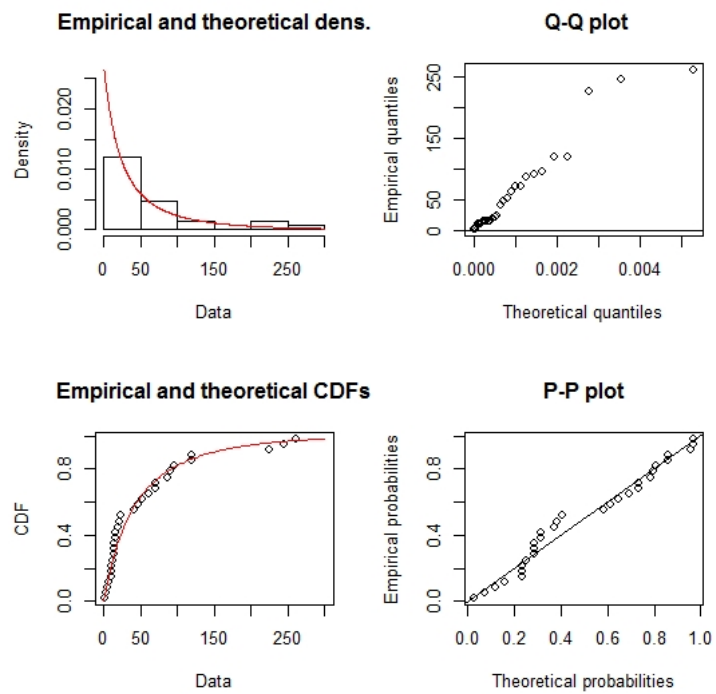 Empirical and theoretical dens.
Density
0.000
0.010
0.020
0 50 150 250
Data
Q-Q plot
Empirical quantiles
0
50
150
250
0.000 0.002 0.004
Theoretical quantiles
Empirical and theoretical CDFs
CDF
0.0
0.4
0.8
0 50 150 250
Data
P-P plot
Empirical probabilities
0.0
0.4
0.8
0.0 0.2 0.4 0.6 0.8 1.0
Theoretical probabilities